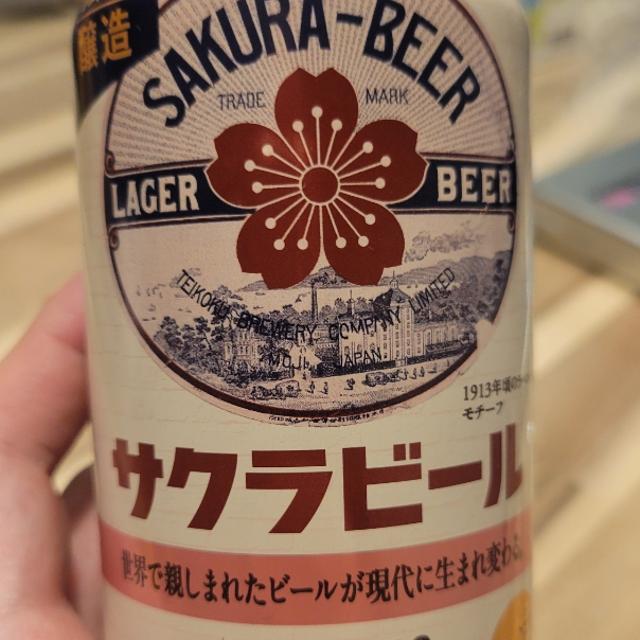 醸造
SAKURA-BEER
TRADE MARK
LAGER BEER
TEIKOKU BREWERY COMPANY LIMITED
MOJI, JAPAN.
1913年頃の
モチーフ
サクラビール
世界で親しまれたビールが現代に生まれ変わる。